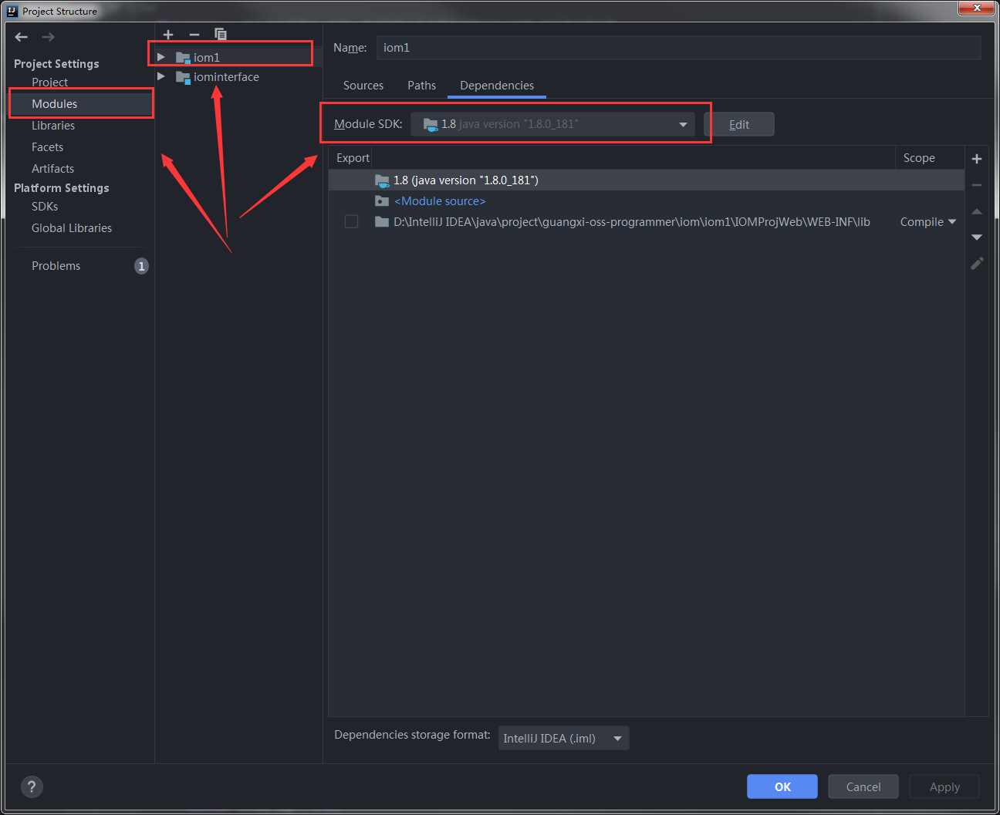 Project Structure
Project Settings
Project
Modules
Libraries
Facets
Artifacts
Platform Settings
SDKs
Global Libraries
Problems 1
iom1
iominterface
Name: iom1
Sources Paths Dependencies
Module SDK: 1.8 java version "1.8.0_181" Edit
Export Scope
1.8 (java version "1.8.0_181")
<Module source>
D:\IntelliJ IDEA\java\project\guangxi-oss-programmer\iom\iom1\IOMProjWeb\WEB-INF\lib Compile
Dependencies storage format: IntelliJ IDEA (.iml)
? OK Cancel Apply